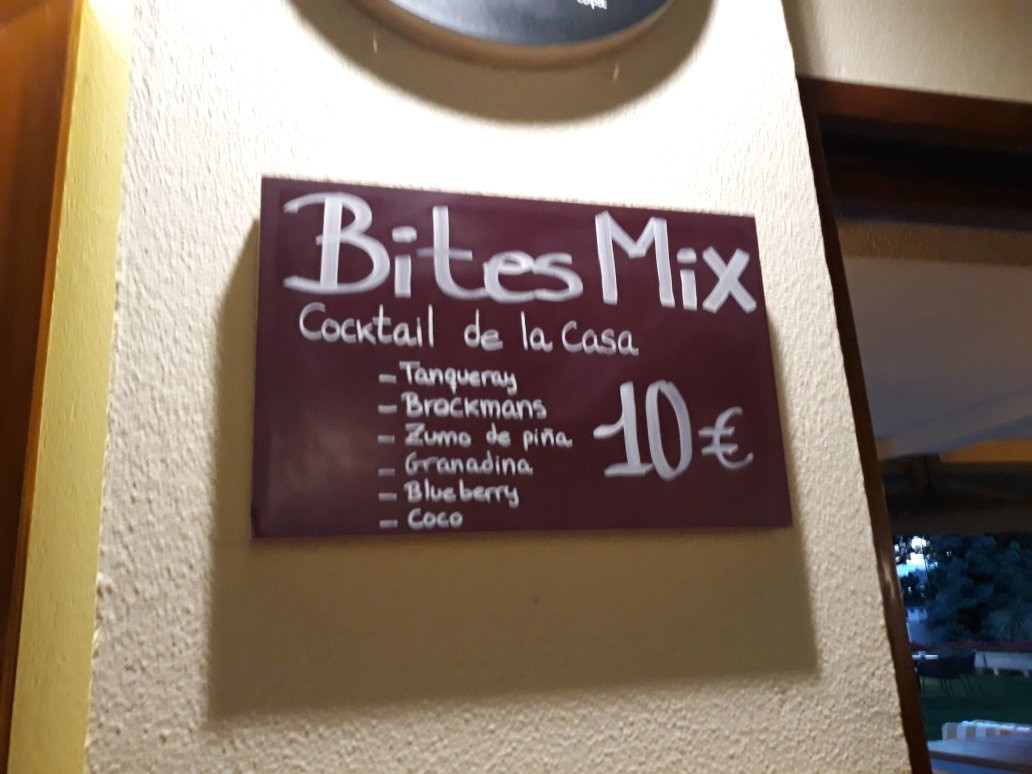 Bites Mix
Cocktail de la Casa
- Tanqueray
- Brockmans
- Zumo de piña
- Granadina
- Blueberry
- Coco
10€